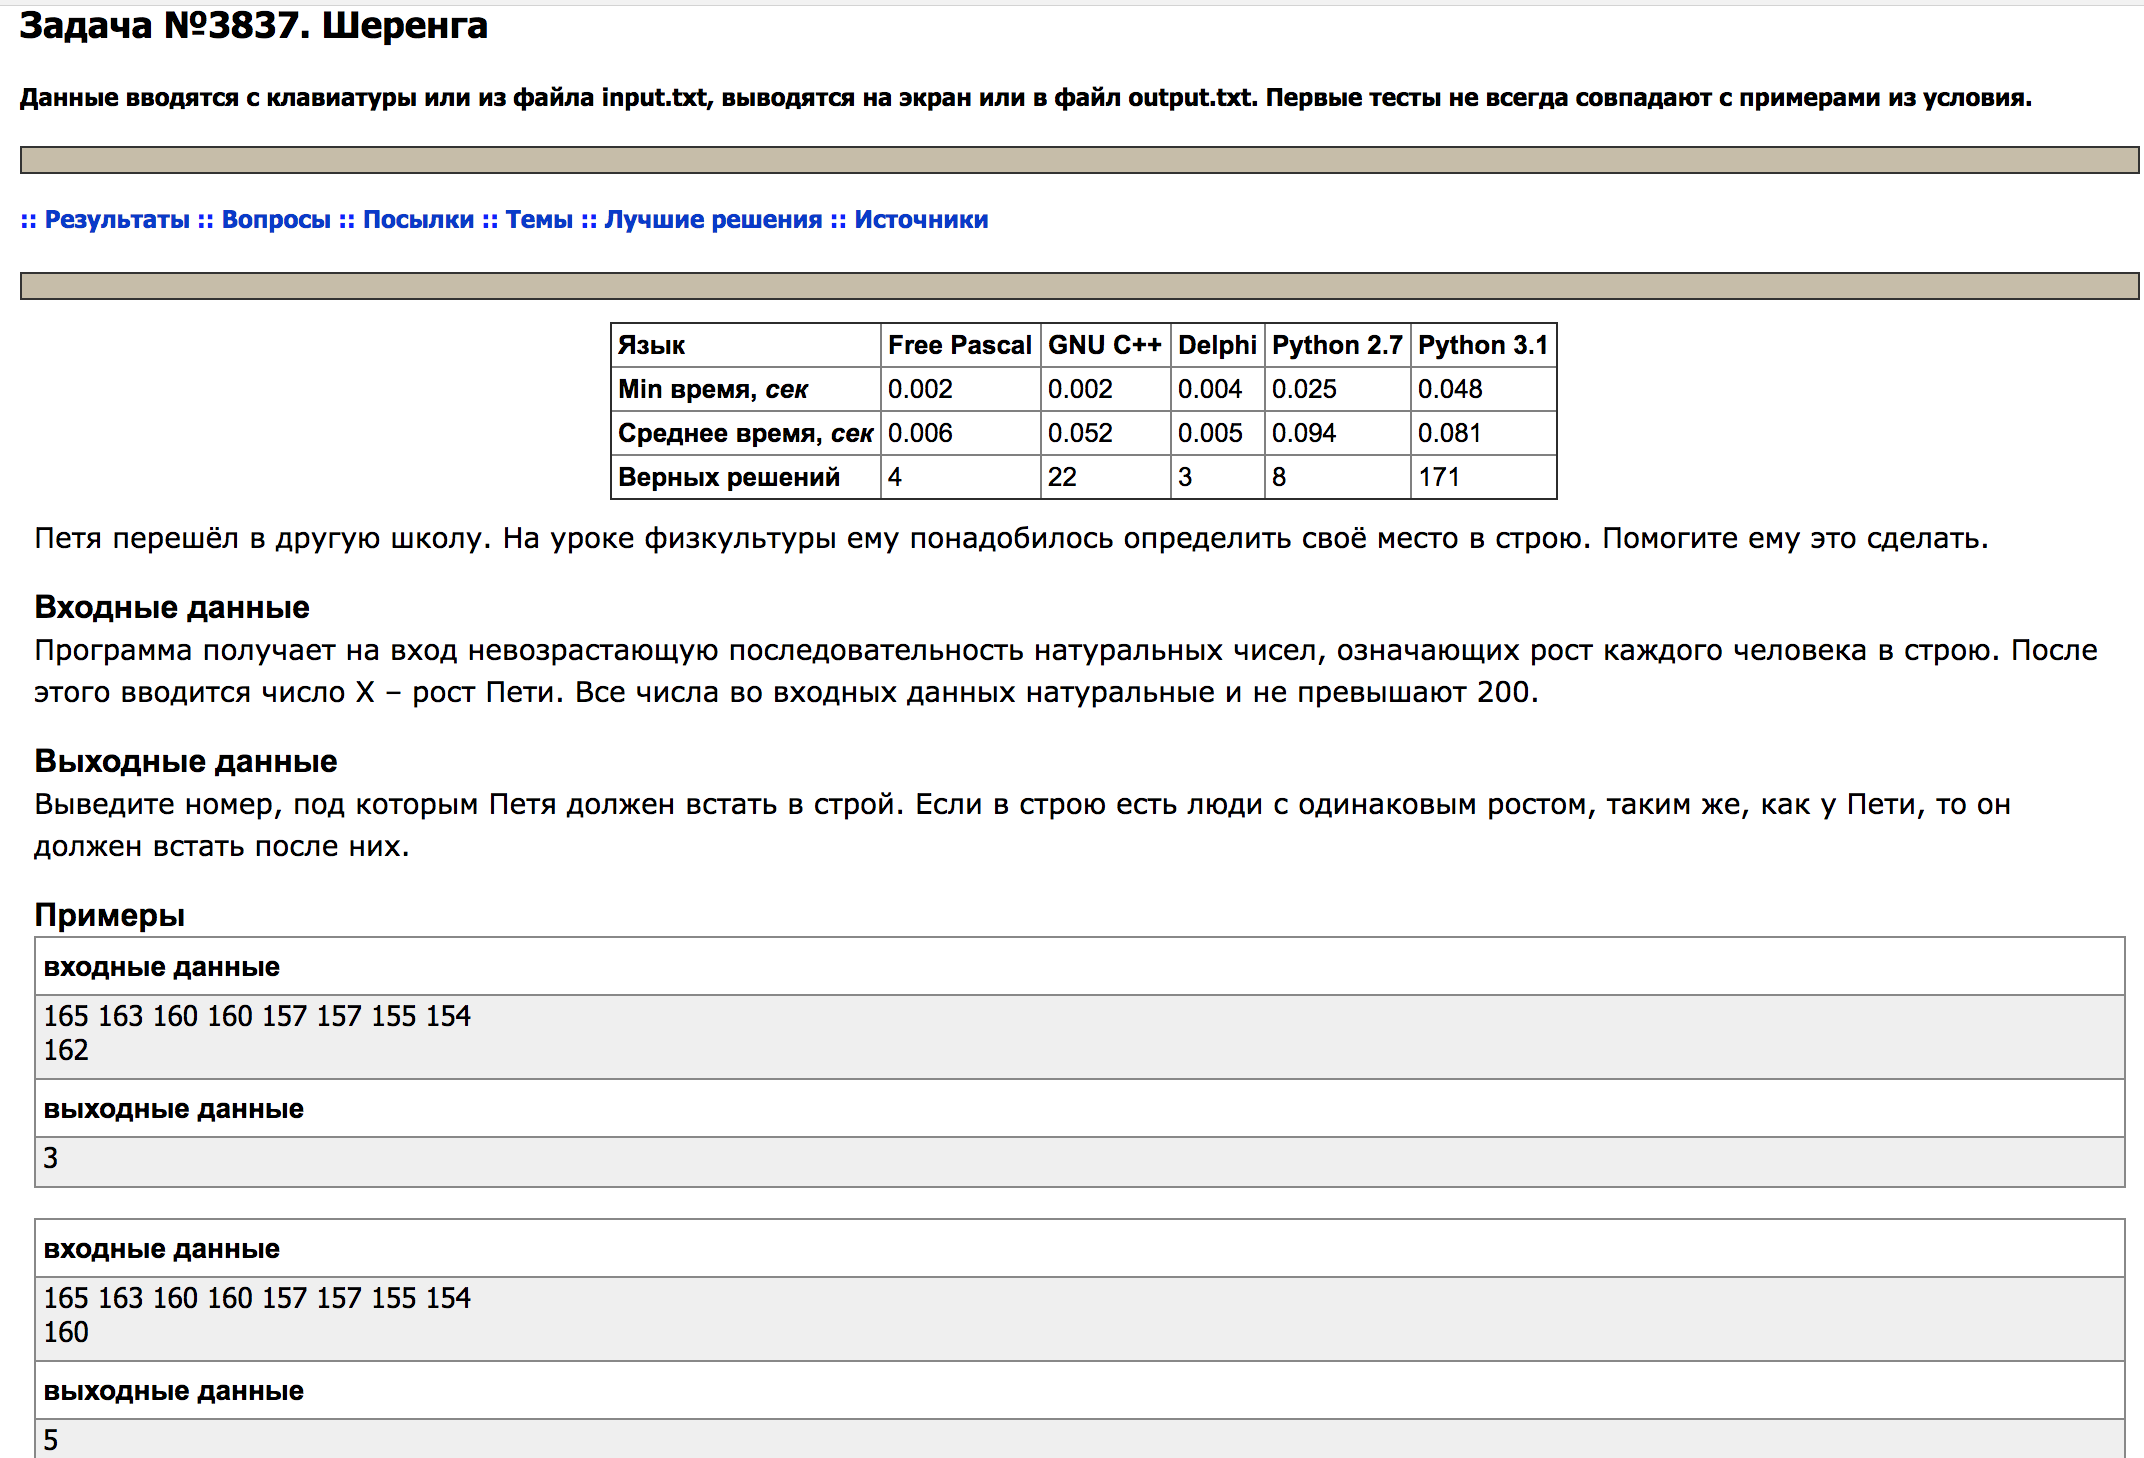 Задача №3837. Шеренга
Данные вводятся с клавиатуры или из файла input.txt, выводятся на экран или в файл output.txt. Первые тесты не всегда совпадают с примерами из условия.
:: Результаты :: Вопросы :: Посылки :: Темы :: Лучшие решения :: Источники
Язык Free Pascal GNU C++ Delphi Python 2.7 Python 3.1
Min время, сек 0.002 0.002 0.004 0.025 0.048
Среднее время, сек 0.006 0.052 0.005 0.094 0.081
Верных решений 4 22 3 8 171
Петя перешёл в другую школу. На уроке физкультуры ему понадобилось определить своё место в строю. Помогите ему это сделать.
Входные данные
Программа получает на вход невозрастающую последовательность натуральных чисел, означающих рост каждого человека в строю. После
этого вводится число X – рост Пети. Все числа во входных данных натуральные и не превышают 200.
Выходные данные
Выведите номер, под которым Петя должен встать в строй. Если в строю есть люди с одинаковым ростом, таким же, как у Пети, то он
должен встать после них.
Примеры
входные данные
165 163 160 160 157 157 155 154
162
выходные данные
3
входные данные
165 163 160 160 157 157 155 154
160
выходные данные
5